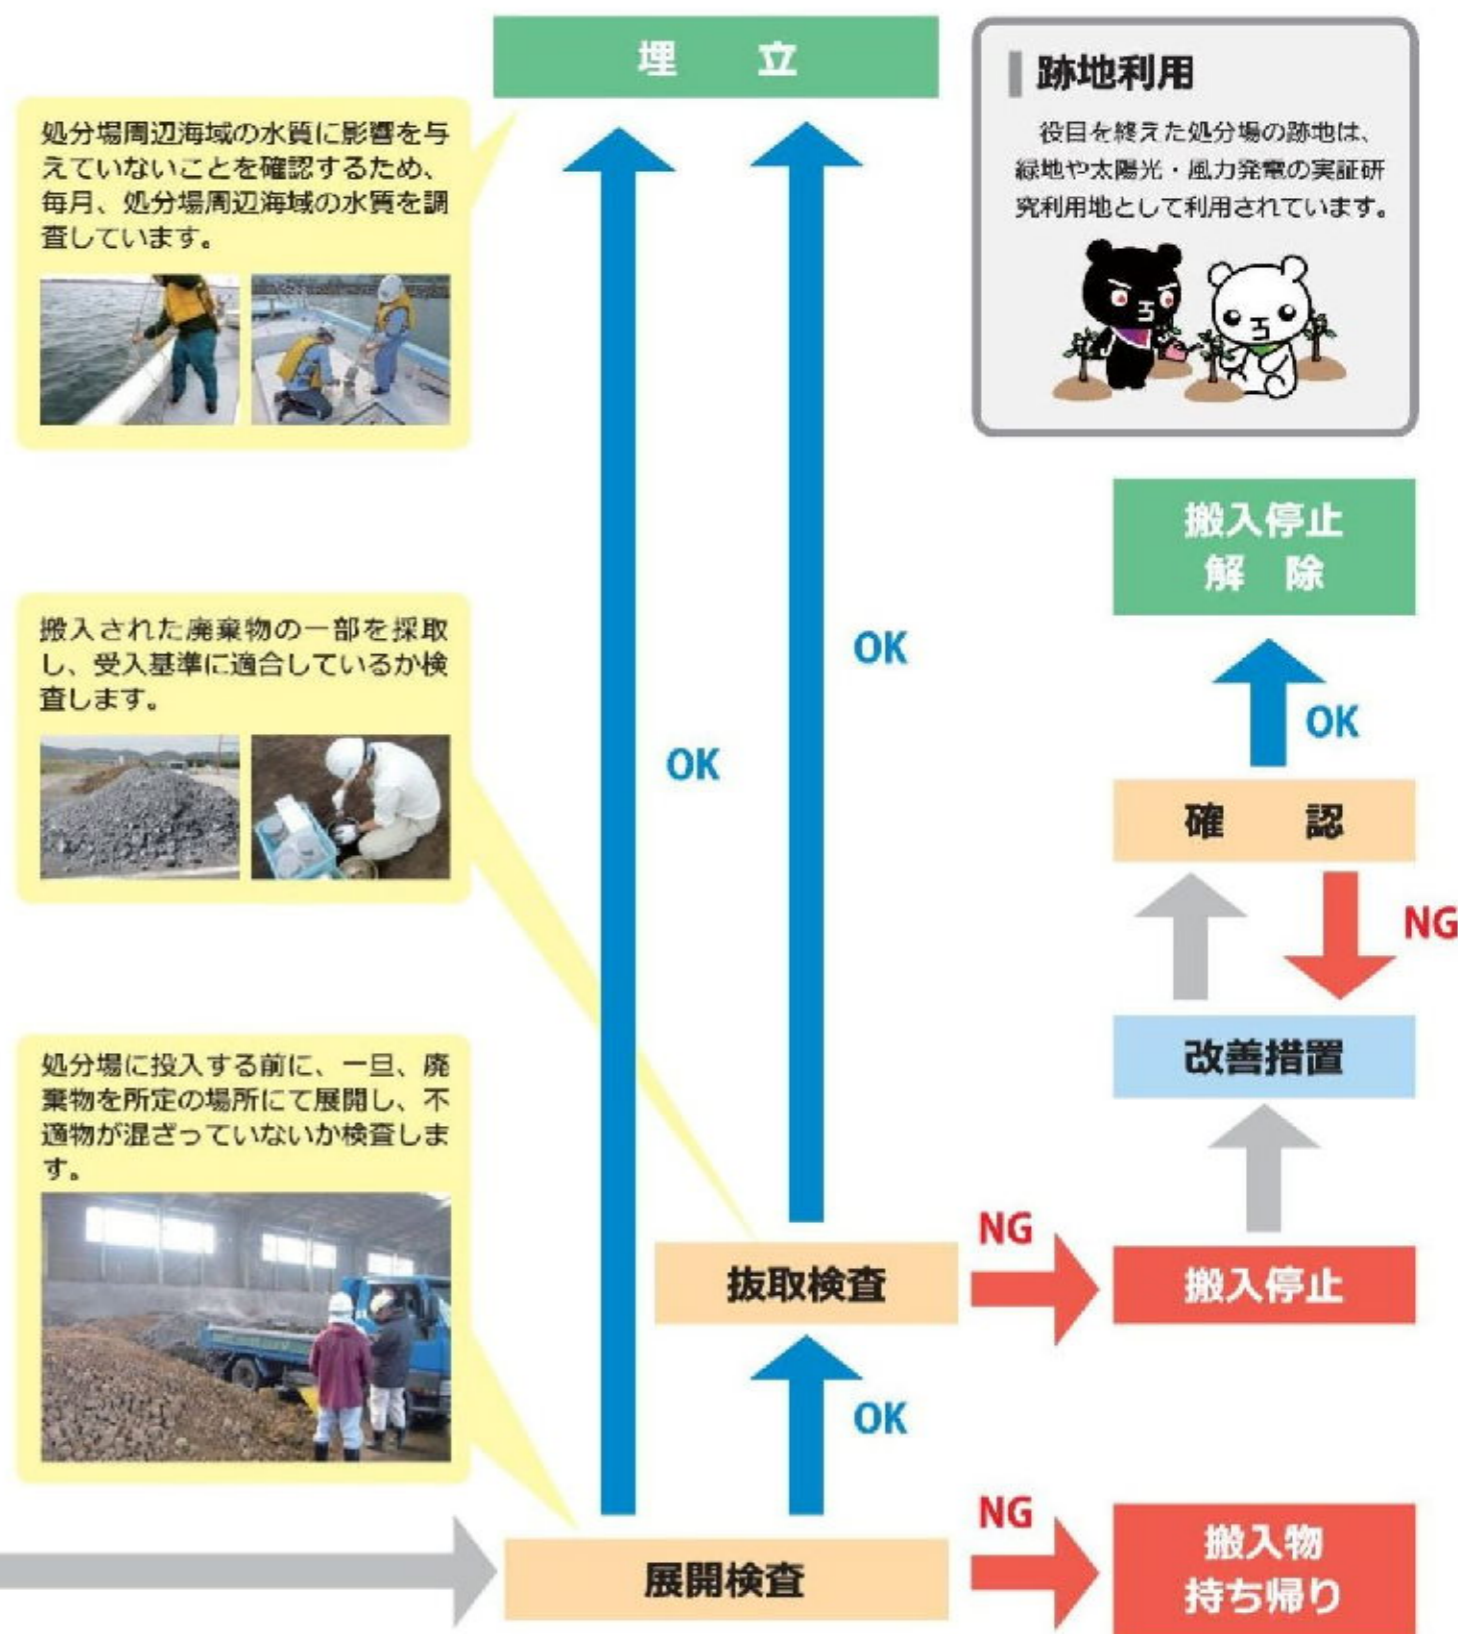 埋 立
跡地利用
役目を終えた処分場の跡地は、
緑地や太陽光・風力発電の実証研
究利用地として利用されています。
処分場周辺海域の水質に影響を与
えていないことを確認するため、
毎月、処分場周辺海域の水質を調
査しています。
搬入停止
解 除
OK
搬入された廃棄物の一部を採取
し、受入基準に適合しているか検
査します。
OK
OK
確 認
NG
改善措置
処分場に投入する前に、一旦、廃
棄物を所定の場所にて展開し、不
適物が混ざっていないか検査しま
す。
抜取検査
NG
搬入停止
OK
展開検査
NG
搬入物
持ち帰り